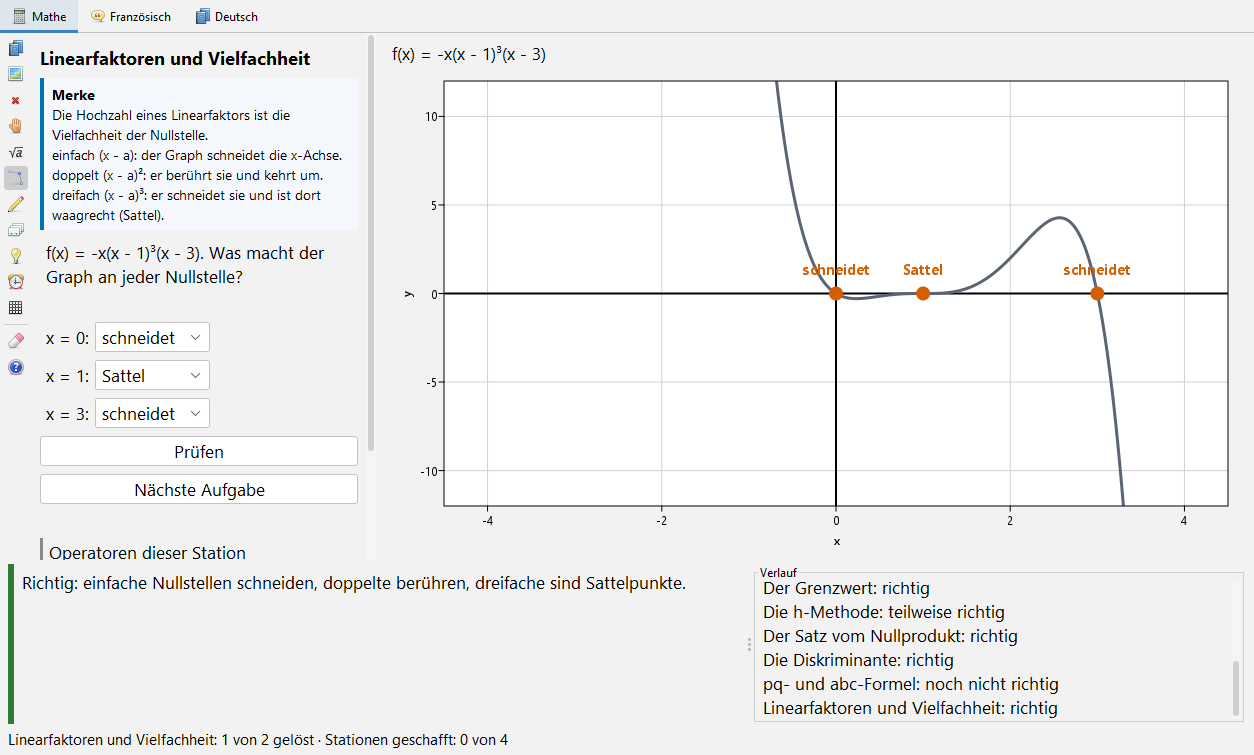 Mathe
Französisch
Deutsch
Linearfaktoren und Vielfachheit
Merke
Die Hochzahl eines Linearfaktors ist die
Vielfachheit der Nullstelle.
einfach (x - a): der Graph schneidet die x-Achse.
doppelt (x - a)²: er berührt sie und kehrt um.
dreifach (x - a)³: er schneidet sie und ist dort
waagrecht (Sattel).
f(x) = -x(x - 1)³(x - 3). Was macht der
Graph an jeder Nullstelle?
x = 0: schneidet
x = 1: Sattel
x = 3: schneidet
Prüfen
Nächste Aufgabe
Operatoren dieser Station
f(x) = -x(x - 1)³(x - 3)
10
5
0
-5
-10
y
schneidet
Sattel
schneidet
-4
-2
0
2
4
x
Richtig: einfache Nullstellen schneiden, doppelte berühren, dreifache sind Sattelpunkte.
Verlauf
Der Grenzwert: richtig
Die h-Methode: teilweise richtig
Der Satz vom Nullprodukt: richtig
Die Diskriminante: richtig
pq- und abc-Formel: noch nicht richtig
Linearfaktoren und Vielfachheit: richtig
Linearfaktoren und Vielfachheit: 1 von 2 gelöst · Stationen geschafft: 0 von 4